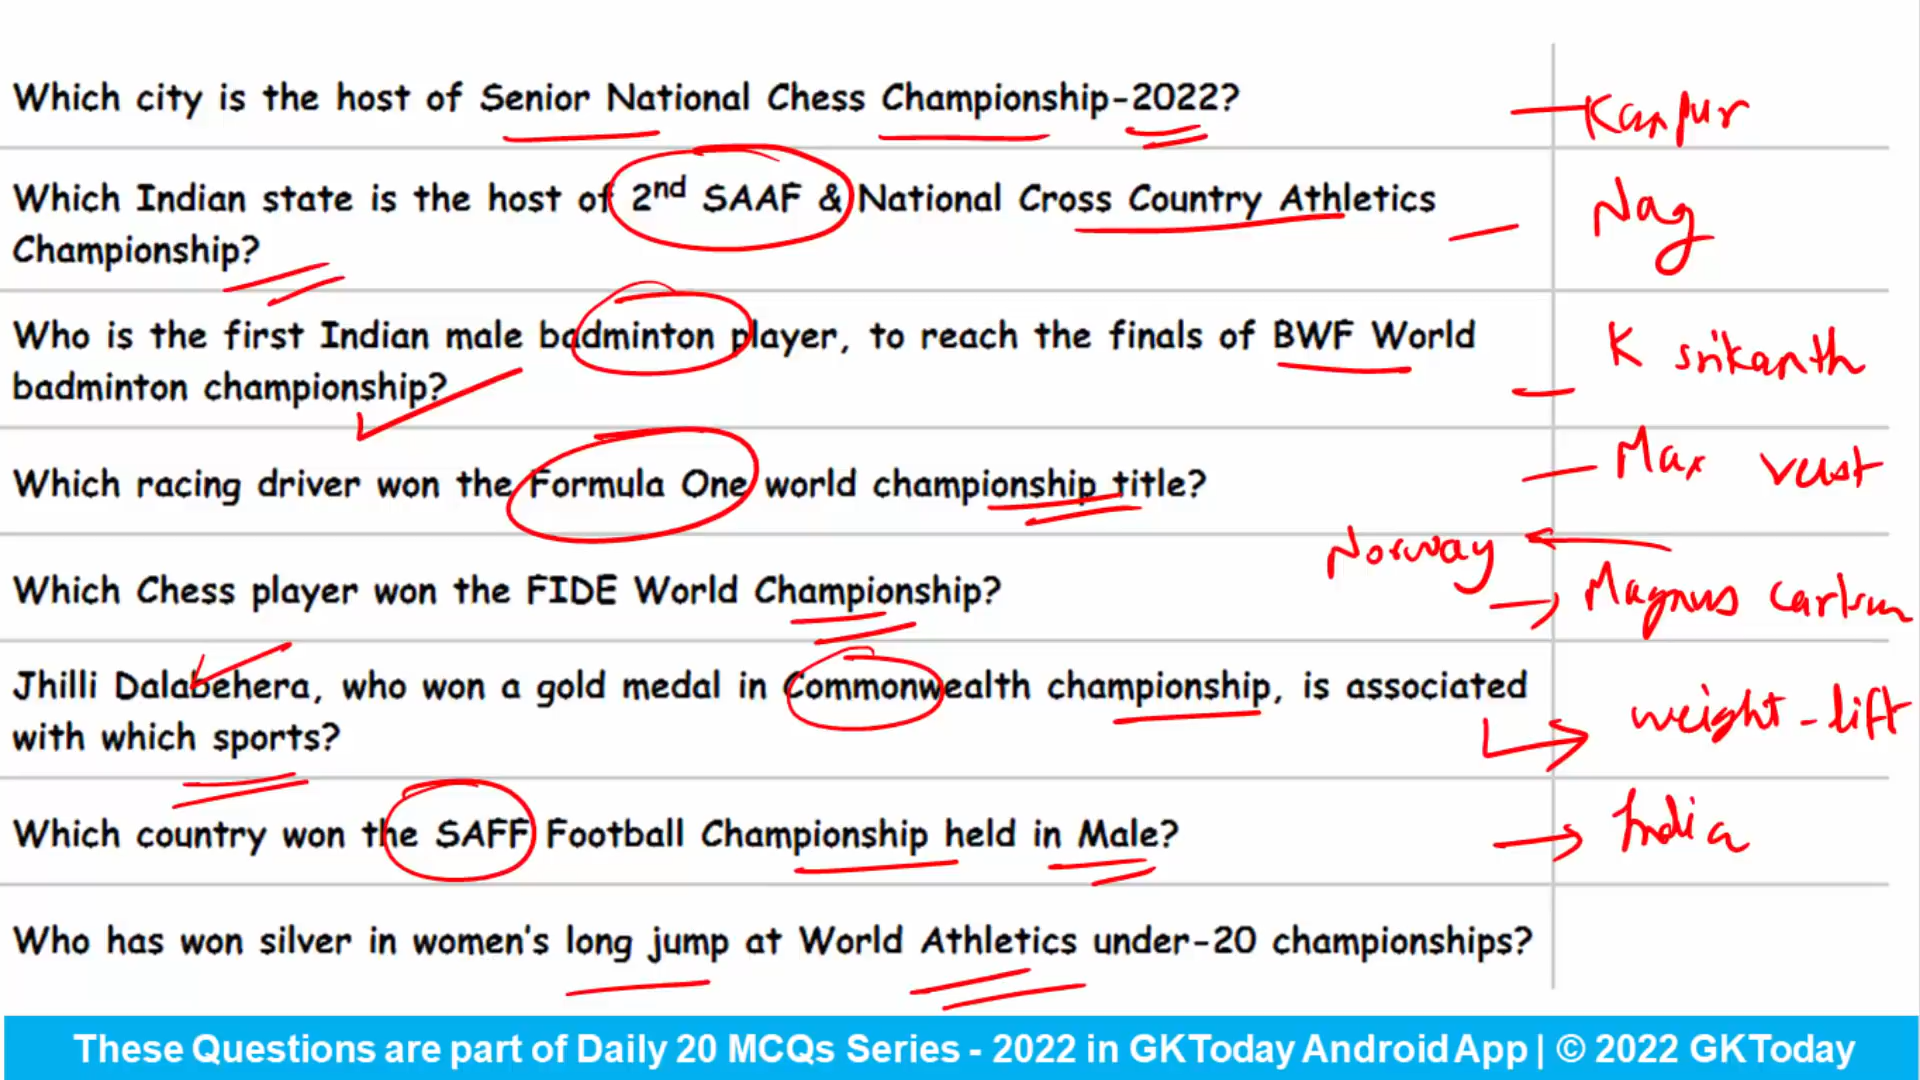 Which city is the host of Senior National Chess Championship-2022?
Kanpur
Which Indian state is the host of 2nd SAAF & National Cross Country Athletics
Championship?
Nag
Who is the first Indian male badminton player, to reach the finals of BWF World
badminton championship?
K srikanth
Which racing driver won the Formula One world championship title?
Max verst
Norway
Which Chess player won the FIDE World Championship?
Magnus carlsen
Jhilli Dalabehera, who won a gold medal in Commonwealth championship, is associated
with which sports?
weight-lift
Which country won the SAFF Football Championship held in Male?
India
Who has won silver in women's long jump at World Athletics under-20 championships?
These Questions are part of Daily 20 MCQs Series - 2022 in GKToday Android App | © 2022 GKToday